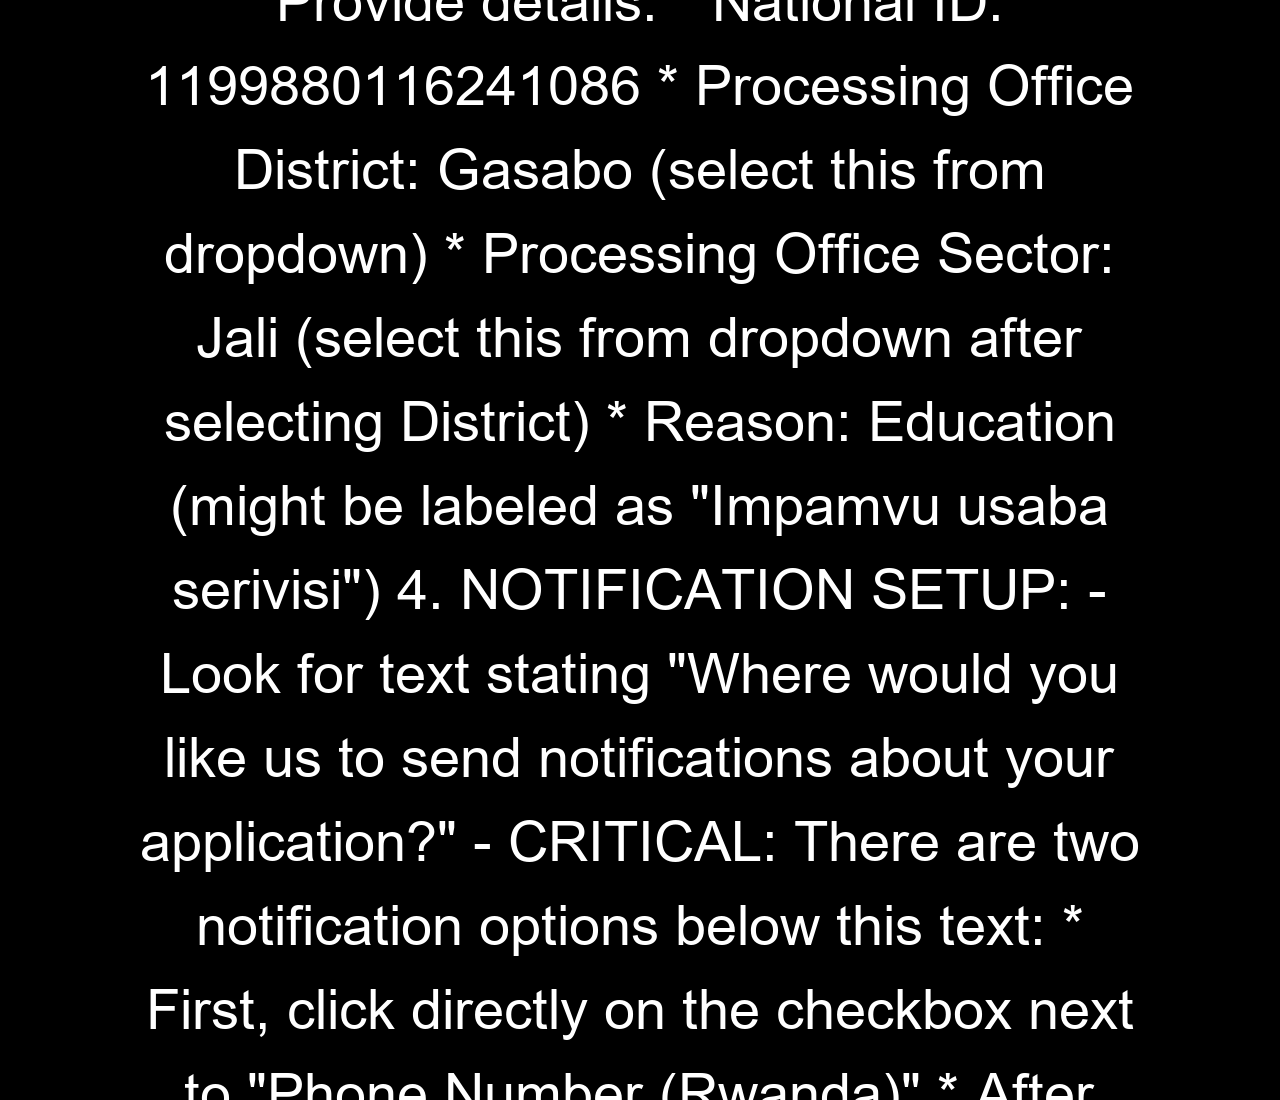 Provide details: * National ID:
1199880116241086 * Processing Office
District: Gasabo (select this from
dropdown) * Processing Office Sector:
Jali (select this from dropdown after
selecting District) * Reason: Education
(might be labeled as "Impamvu usaba
serivisi") 4. NOTIFICATION SETUP: -
Look for text stating "Where would you
like us to send notifications about your
application?" - CRITICAL: There are two
notification options below this text: *
First, click directly on the checkbox next
to "Phone Number (Rwanda)" * After